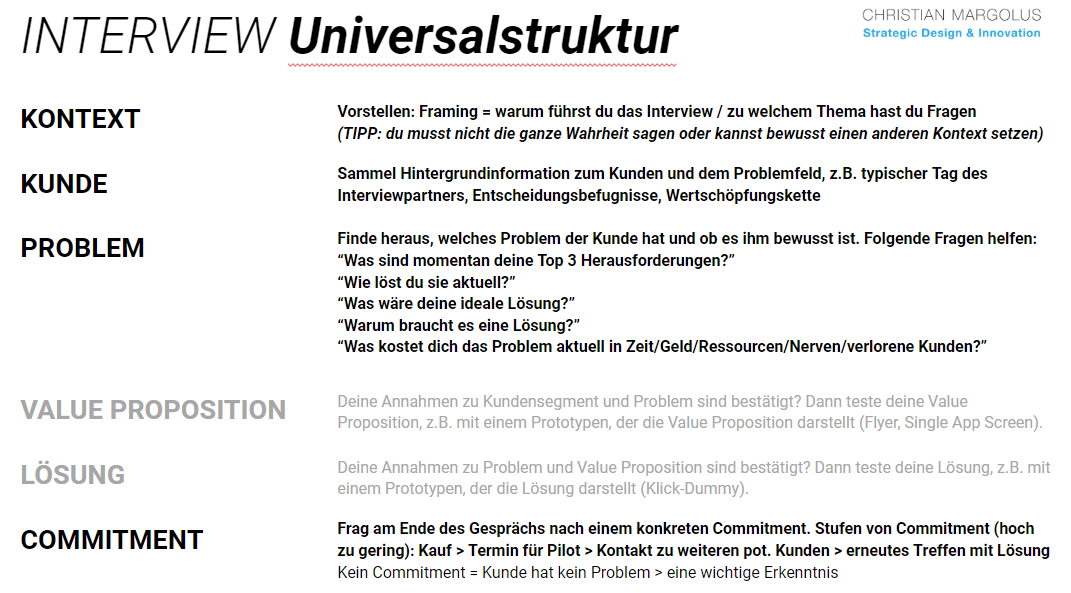 INTERVIEW Universalstruktur
CHRISTIAN MARGOLUS
Strategic Design & Innovation
KONTEXT
Vorstellen: Framing = warum führst du das Interview / zu welchem Thema hast du Fragen
(TIPP: du musst nicht die ganze Wahrheit sagen oder kannst bewusst einen anderen Kontext setzen)
KUNDE
Sammel Hintergrundinformation zum Kunden und dem Problemfeld, z.B. typischer Tag des
Interviewpartners, Entscheidungsbefugnisse, Wertschöpfungskette
PROBLEM
Finde heraus, welches Problem der Kunde hat und ob es ihm bewusst ist. Folgende Fragen helfen:
“Was sind momentan deine Top 3 Herausforderungen?”
“Wie löst du sie aktuell?”
“Was wäre deine ideale Lösung?”
“Warum braucht es eine Lösung?”
“Was kostet dich das Problem aktuell in Zeit/Geld/Ressourcen/Nerven/verlorene Kunden?”
VALUE PROPOSITION
Deine Annahmen zu Kundensegment und Problem sind bestätigt? Dann teste deine Value
Proposition, z.B. mit einem Prototypen, der die Value Proposition darstellt (Flyer, Single App Screen).
LÖSUNG
Deine Annahmen zu Problem und Value Proposition sind bestätigt? Dann teste deine Lösung, z.B. mit
einem Prototypen, der die Lösung darstellt (Klick-Dummy).
COMMITMENT
Frag am Ende des Gesprächs nach einem konkreten Commitment. Stufen von Commitment (hoch
zu gering): Kauf > Termin für Pilot > Kontakt zu weiteren pot. Kunden > erneutes Treffen mit Lösung
Kein Commitment = Kunde hat kein Problem > eine wichtige Erkenntnis